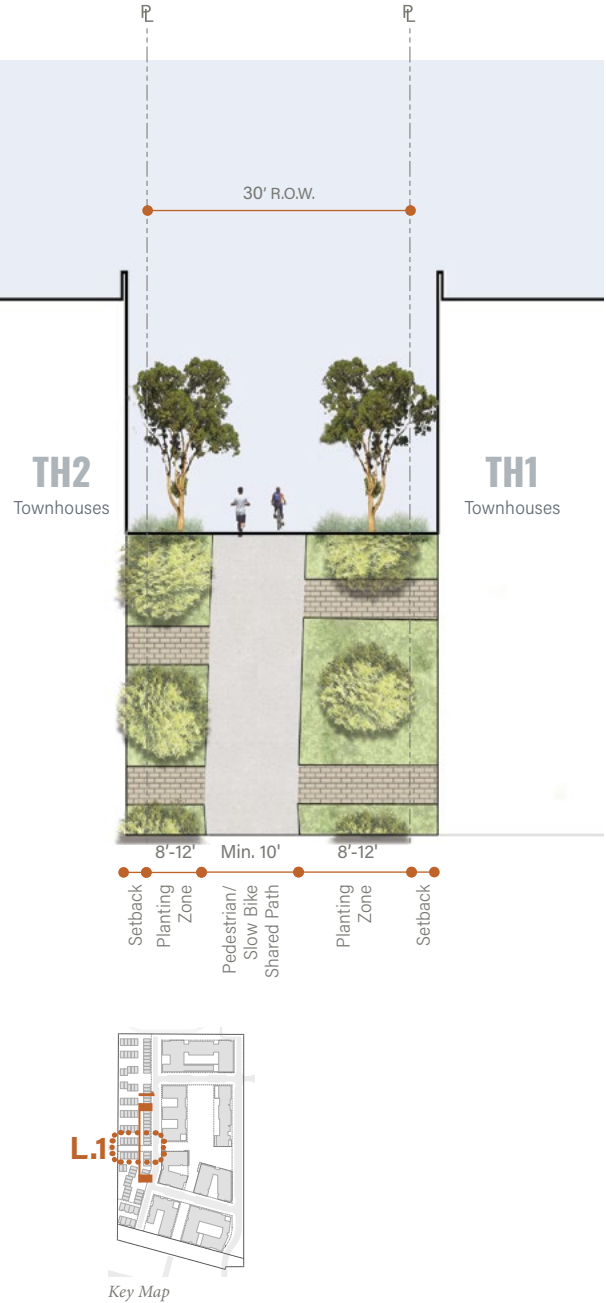 PL PL
30' R.O.W.
TH2
Townhouses
TH1
Townhouses
8'-12' Min. 10' 8'-12'
Setback
Planting
Zone
Pedestrian/
Slow Bike
Shared Path
Planting
Zone
Setback
L.1
Key Map